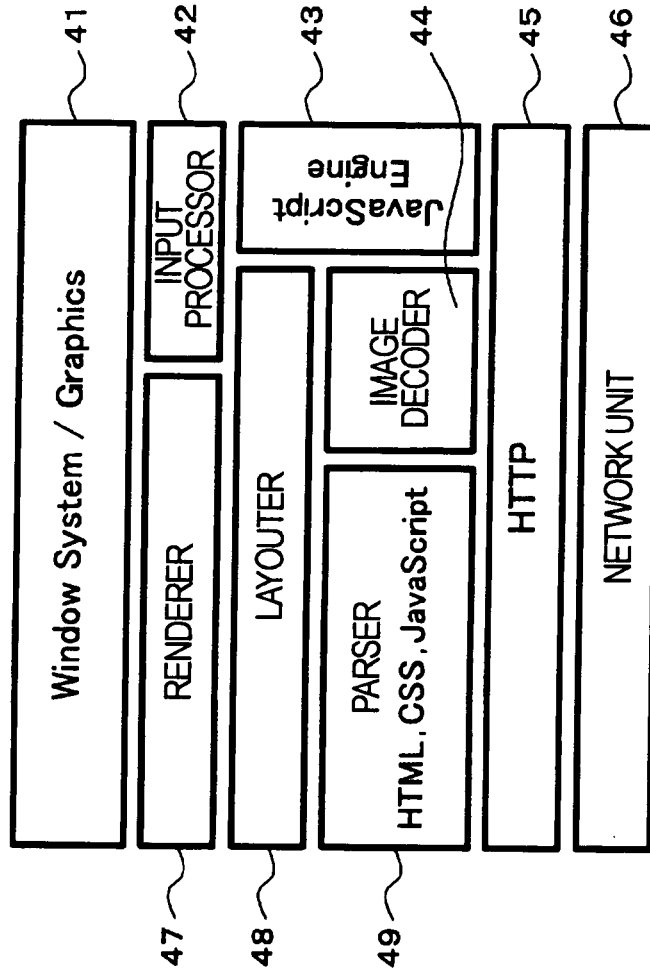 Window System / Graphics
41
RENDERER
INPUT
PROCESSOR
42
47
LAYOUTER
JavaScript
Engine
43
48
PARSER
HTML, CSS, JavaScript
IMAGE
DECODER
44
49
HTTP
45
NETWORK UNIT
46